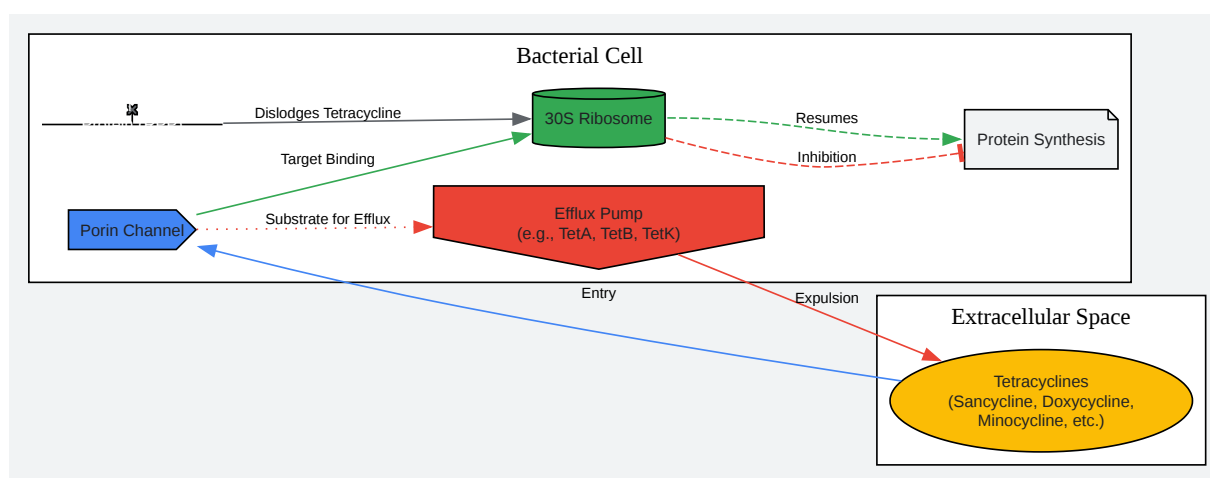 Bacterial Cell
Dislodges Tetracycline
30S Ribosome
Resumes
Protein Synthesis
Target Binding
Inhibition
Porin Channel
Substrate for Efflux
Efflux Pump
(e.g., TetA, TetB, TetK)
Entry
Expulsion
Extracellular Space
Tetracyclines
(Sancycline, Doxycycline,
Minocycline, etc.)